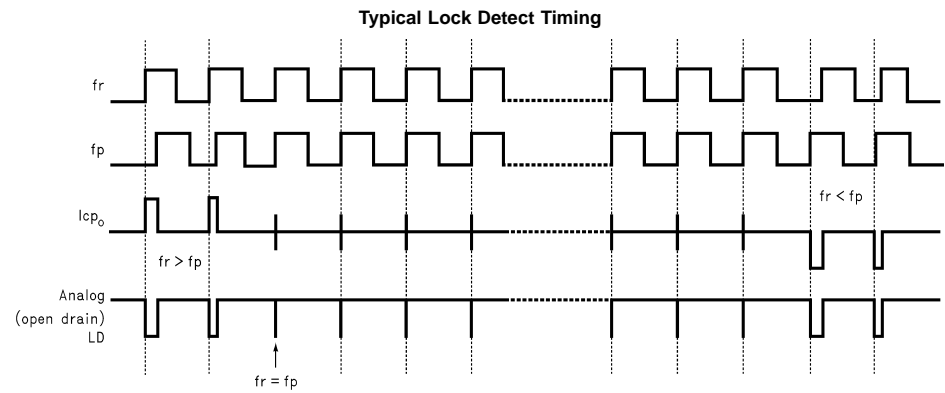 Typical Lock Detect Timing
fr
fp
Icpo
fr > fp
fr < fp
Analog
(open drain)
LD
fr = fp